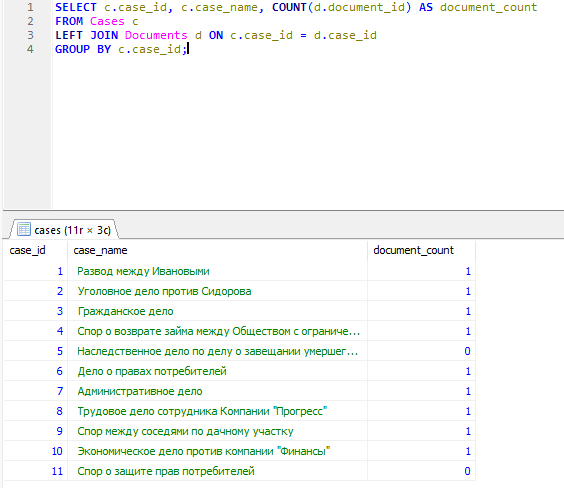 1 SELECT c.case_id, c.case_name, COUNT(d.document_id) AS document_count
2 FROM Cases c
3 LEFT JOIN Documents d ON c.case_id = d.case_id
4 GROUP BY c.case_id;
cases (11r × 3c)
case_id case_name document_count
1 Развод между Ивановыми 1
2 Уголовное дело против Сидорова 1
3 Гражданское дело 1
4 Спор о возврате займа между Обществом с ограниче... 1
5 Наследственное дело по делу о завещании умершег... 0
6 Дело о правах потребителей 1
7 Административное дело 1
8 Трудовое дело сотрудника Компании "Прогресс" 1
9 Спор между соседями по дачному участку 1
10 Экономическое дело против компании "Финансы" 1
11 Спор о защите прав потребителей 0